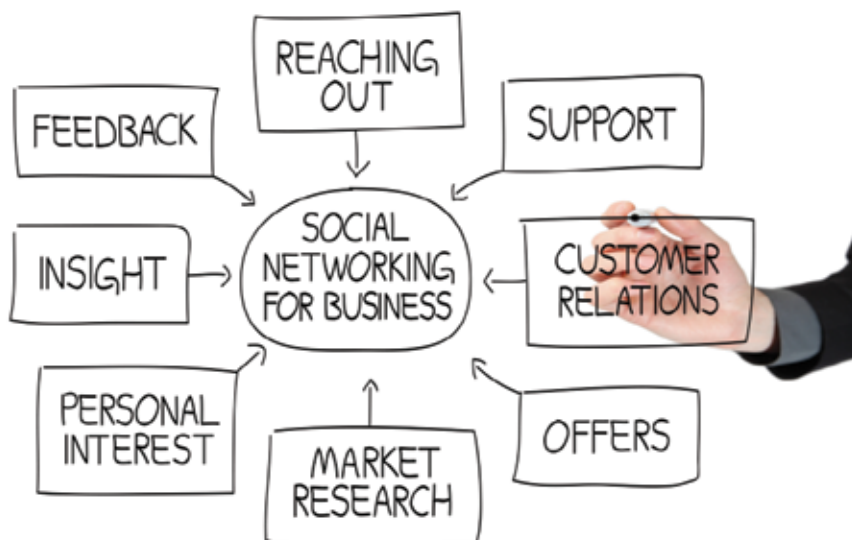 REACHING
OUT
FEEDBACK
SUPPORT
SOCIAL
NETWORKING
FOR BUSINESS
INSIGHT
CUSTOMER
RELATIONS
PERSONAL
INTEREST
MARKET
RESEARCH
OFFERS